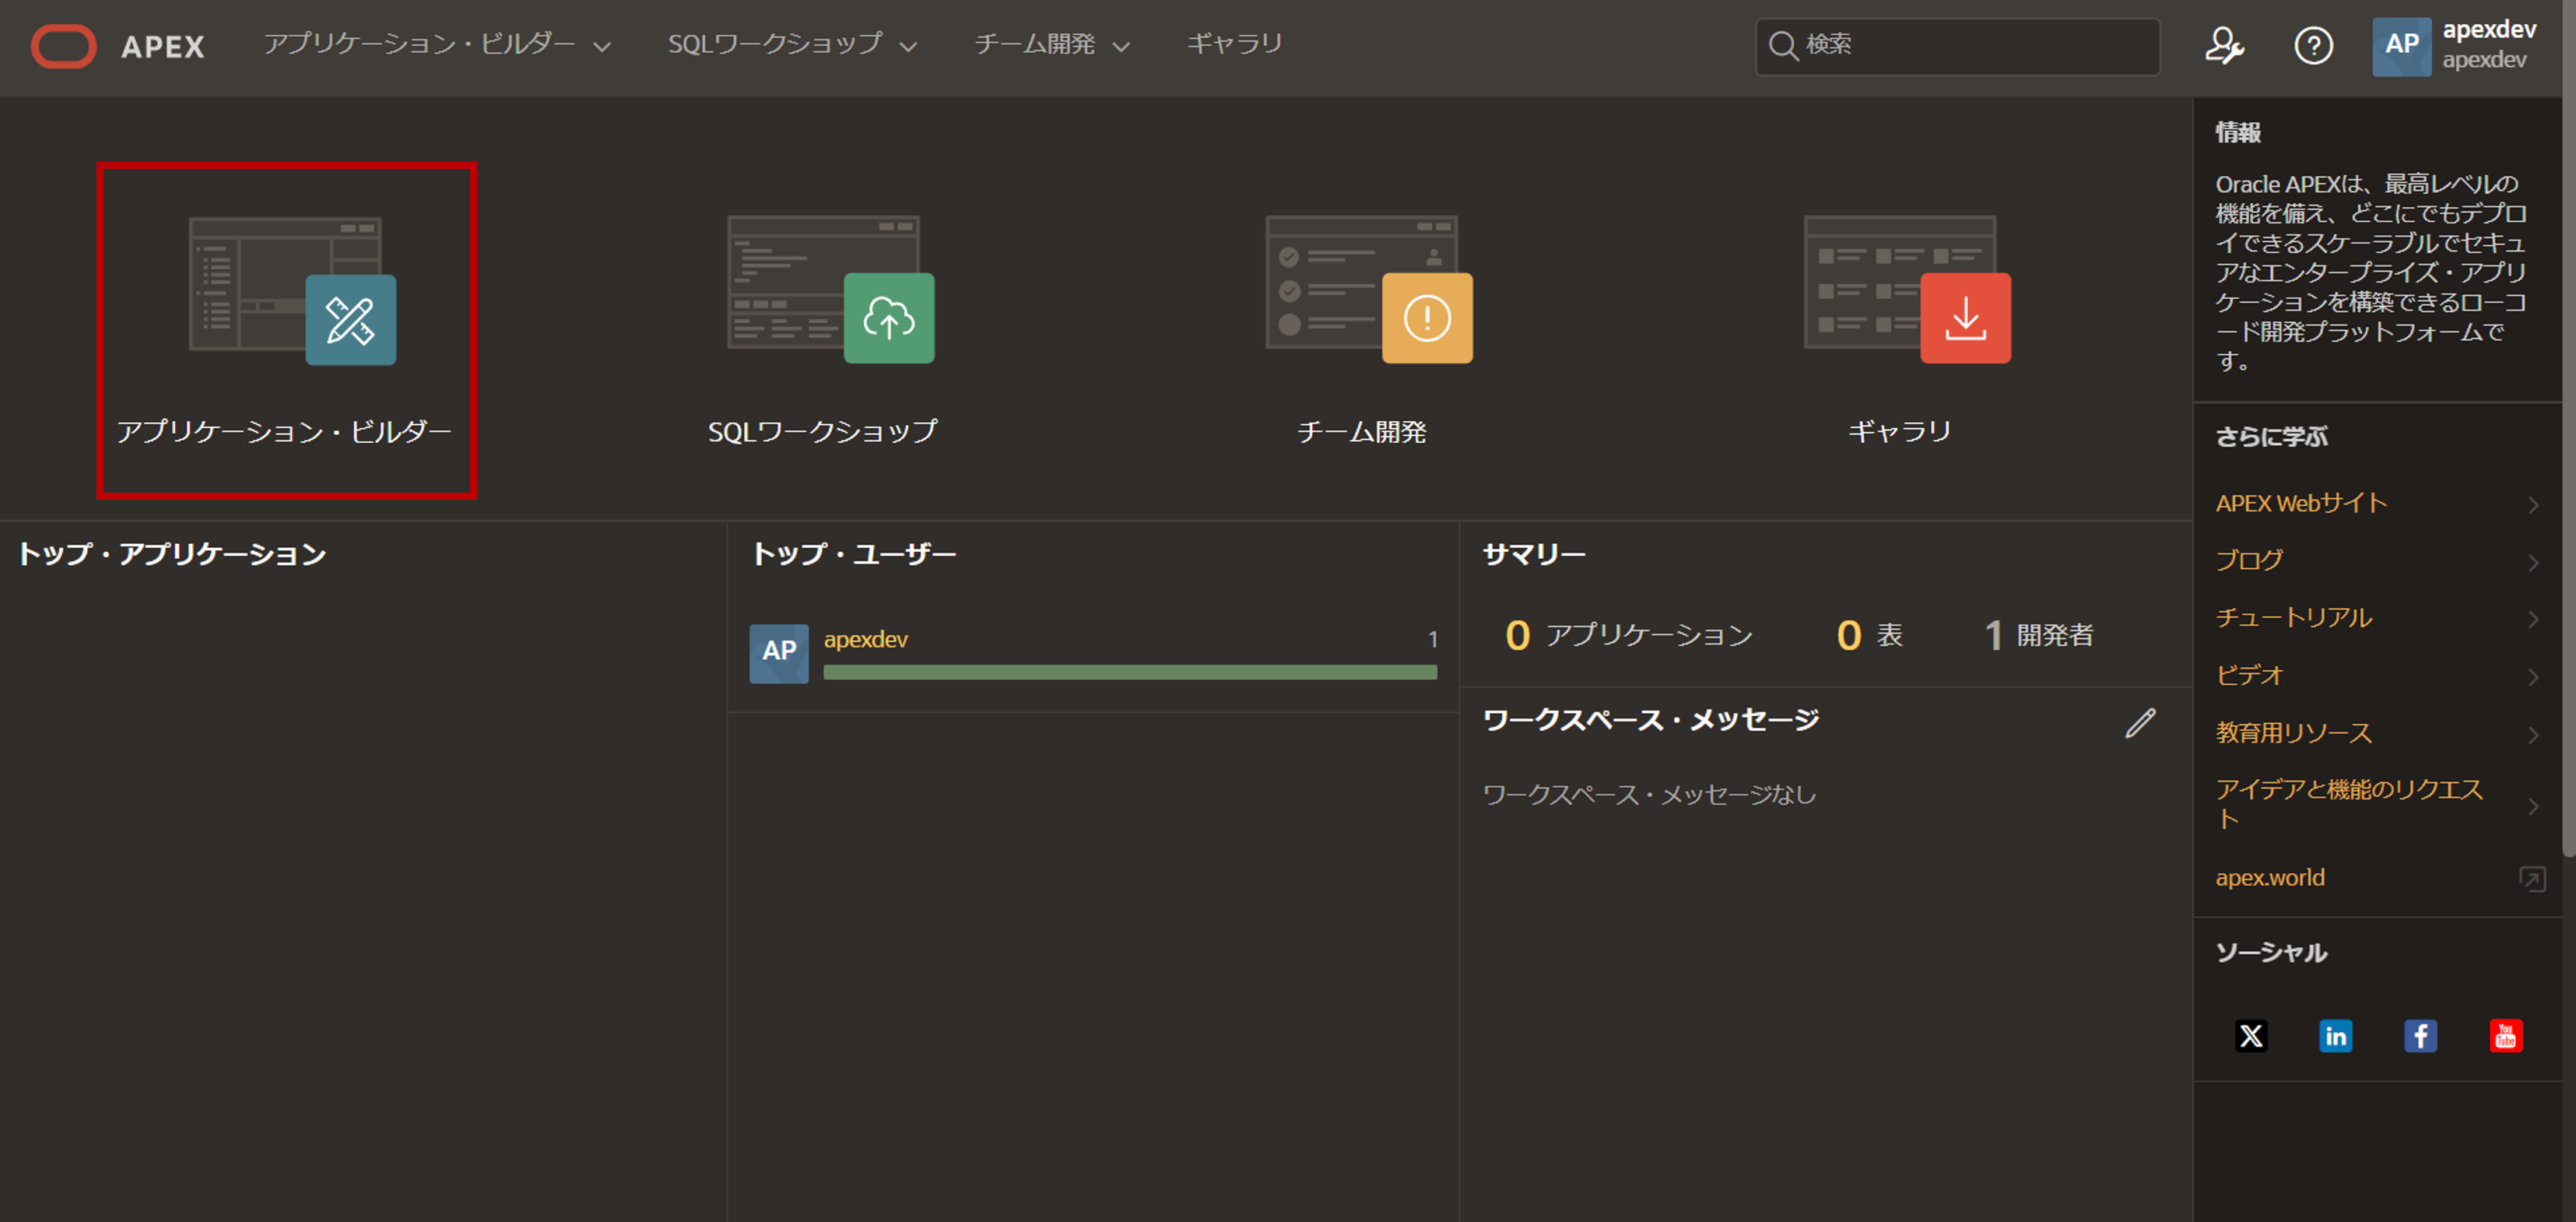 APEX
アプリケーション・ビルダー
SQLワークショップ
チーム開発
ギャラリ
検索
AP
apexdev
apexdev
アプリケーション・ビルダー
SQLワークショップ
チーム開発
ギャラリ
トップ・アプリケーション
トップ・ユーザー
AP
apexdev
1
サマリー
0 アプリケーション
0 表
1 開発者
ワークスペース・メッセージ
ワークスペース・メッセージなし
情報
Oracle APEXは、最高レベルの
機能を備え、どこにでもデプロ
イできるスケーラブルでセキュ
アなエンタープライズ・アプリ
ケーションを構築できるローコ
ード開発プラットフォームで
す。
さらに学ぶ
APEX Webサイト
ブログ
チュートリアル
ビデオ
教育用リソース
アイデアと機能のリクエス
ト
apex.world
ソーシャル
X
in
f
You
Tube